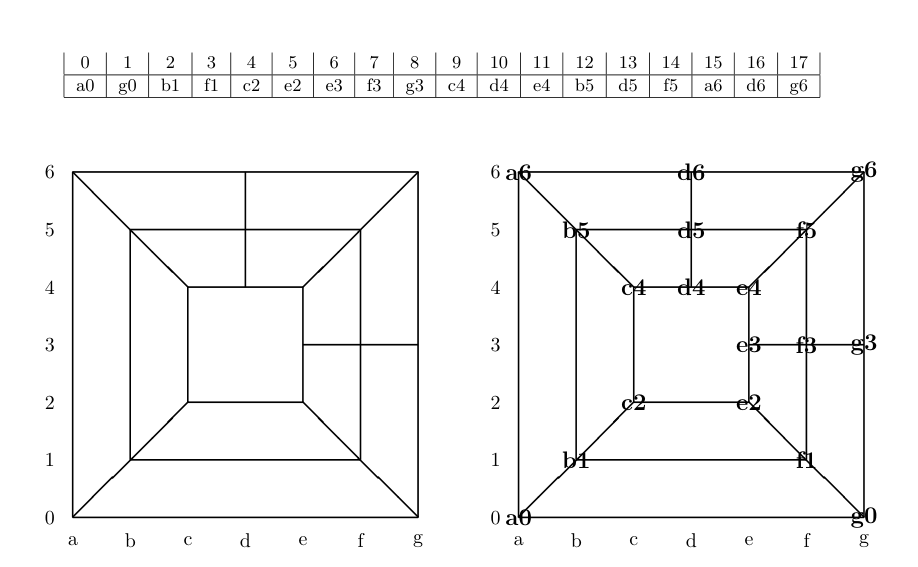 0 1 2 3 4 5 6 7 8 9 10 11 12 13 14 15 16 17
a0 g0 b1 f1 c2 e2 e3 f3 g3 c4 d4 e4 b5 d5 f5 a6 d6 g6
6
5
4
3
2
1
0
a b c d e f g
6 a6 d6 g6
5 b5 d5 f5
4 c4 d4 e4
3 e3 f3 g3
2 c2 e2
1 b1 f1
0 a0 g0
a b c d e f g